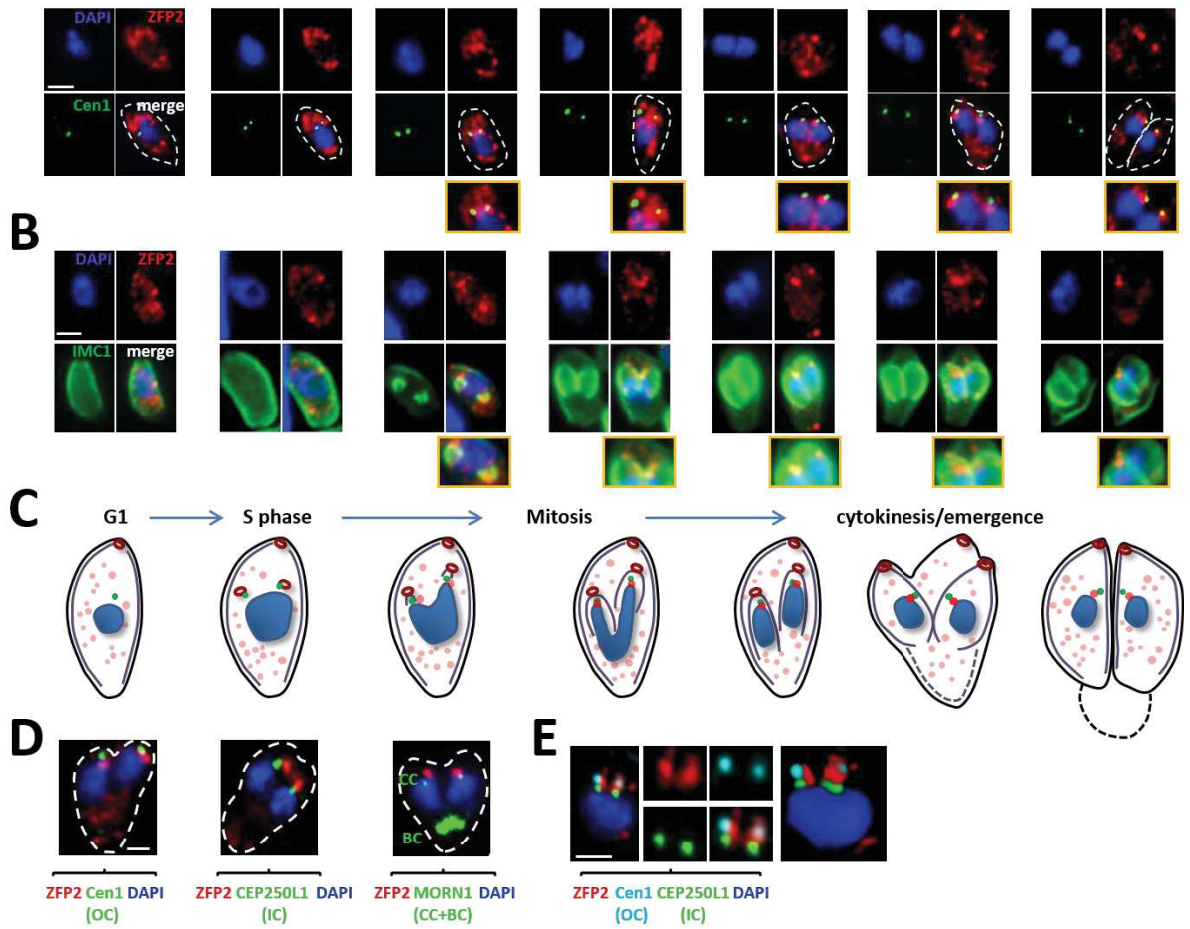 DAPI ZFP2
Cen1 merge
B
DAPI ZFP2
IMC1 merge
C
G1 S phase Mitosis cytokinesis/emergence
D
E
CC
BC
ZFP2 Cen1 DAPI
(OC)
ZFP2 CEP250L1 DAPI
(IC)
ZFP2 MORN1 DAPI
(CC+BC)
ZFP2 Cen1 CEP250L1 DAPI
(OC) (IC)